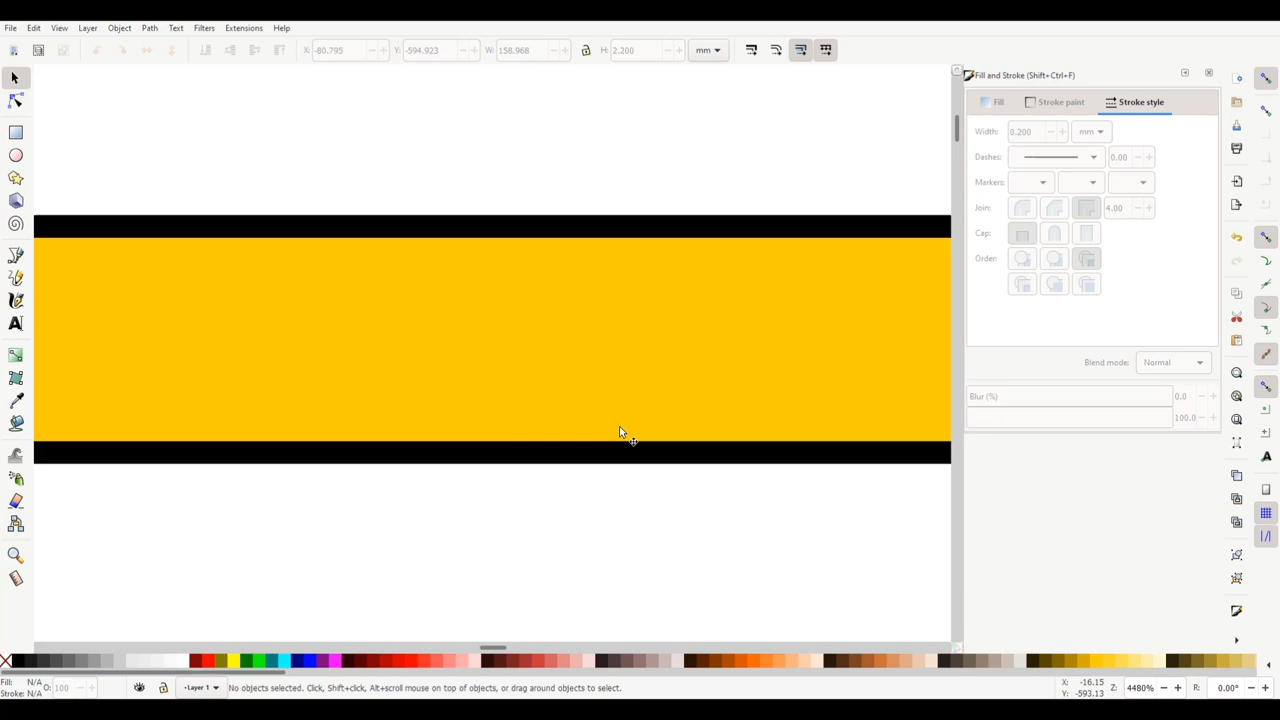 File Edit View Layer Object Path Text Filters Extensions Help
X: -80.795 Y: -594.923 W: 158.968 H: 2.200 mm
Fill and Stroke (Shift+Ctrl+F)
Fill Stroke paint Stroke style
Width: 0.200 mm
Dashes: 0.00
Markers:
Join: 4.00
Cap:
Order:
Blend mode: Normal
Blur (%) 0.0
100.0
Fill: N/A
Stroke: N/A
O: 100
Layer 1
No objects selected. Click, Shift+click, Alt+scroll mouse on top of objects, or drag around objects to select.
X: -16.15
Y: -593.13
Z: 4480% R: 0.00°